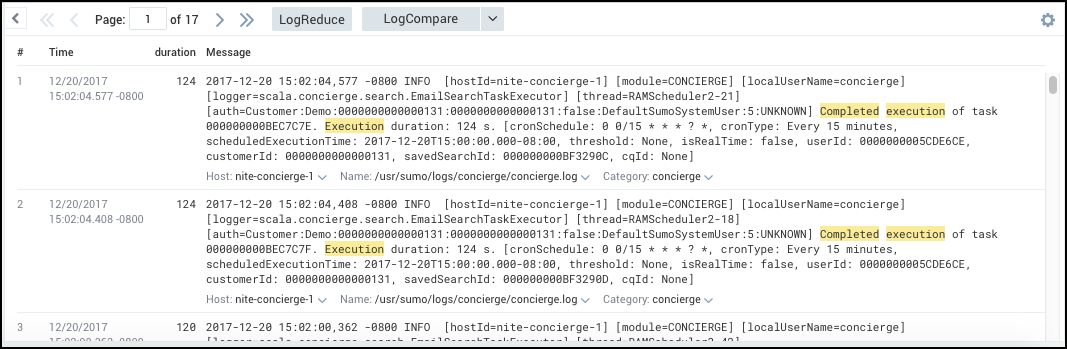 Page: 1 of 17 LogReduce LogCompare
# Time duration Message
1 12/20/2017 124 2017-12-20 15:02:04,577 -0800 INFO [hostId=nite-concierge-1] [module=CONCIERGE] [localUserName=concierge]
15:02:04.577 -0800 [logger=scala.concierge.search.EmailSearchTaskExecutor] [thread=RAMScheduler2-21]
[auth=Customer:Demo:0000000000000131:0000000000000131:false:DefaultSumoSystemUser:5:UNKNOWN] Completed execution of task
000000000BEC7C7E. Execution duration: 124 s. [cronSchedule: 0 0/15 * * * ? *, cronType: Every 15 minutes,
scheduledExecutionTime: 2017-12-20T15:00:00.000-08:00, threshold: None, isRealTime: false, userId: 0000000005CDE6CE,
customerId: 0000000000000131, savedSearchId: 000000000BF3290C, cqId: None]
Host: nite-concierge-1 Name: /usr/sumo/logs/concierge/concierge.log Category: concierge
2 12/20/2017 124 2017-12-20 15:02:04,408 -0800 INFO [hostId=nite-concierge-1] [module=CONCIERGE] [localUserName=concierge]
15:02:04.408 -0800 [logger=scala.concierge.search.EmailSearchTaskExecutor] [thread=RAMScheduler2-18]
[auth=Customer:Demo:0000000000000131:0000000000000131:false:DefaultSumoSystemUser:5:UNKNOWN] Completed execution of task
000000000BEC7C7F. Execution duration: 124 s. [cronSchedule: 0 0/15 * * * ? *, cronType: Every 15 minutes,
scheduledExecutionTime: 2017-12-20T15:00:00.000-08:00, threshold: None, isRealTime: false, userId: 0000000005CDE6CE,
customerId: 0000000000000131, savedSearchId: 000000000BF3290D, cqId: None]
Host: nite-concierge-1 Name: /usr/sumo/logs/concierge/concierge.log Category: concierge
3 12/20/2017 120 2017-12-20 15:02:00,362 -0800 INFO [hostId=nite-concierge-1] [module=CONCIERGE] [localUserName=concierge]